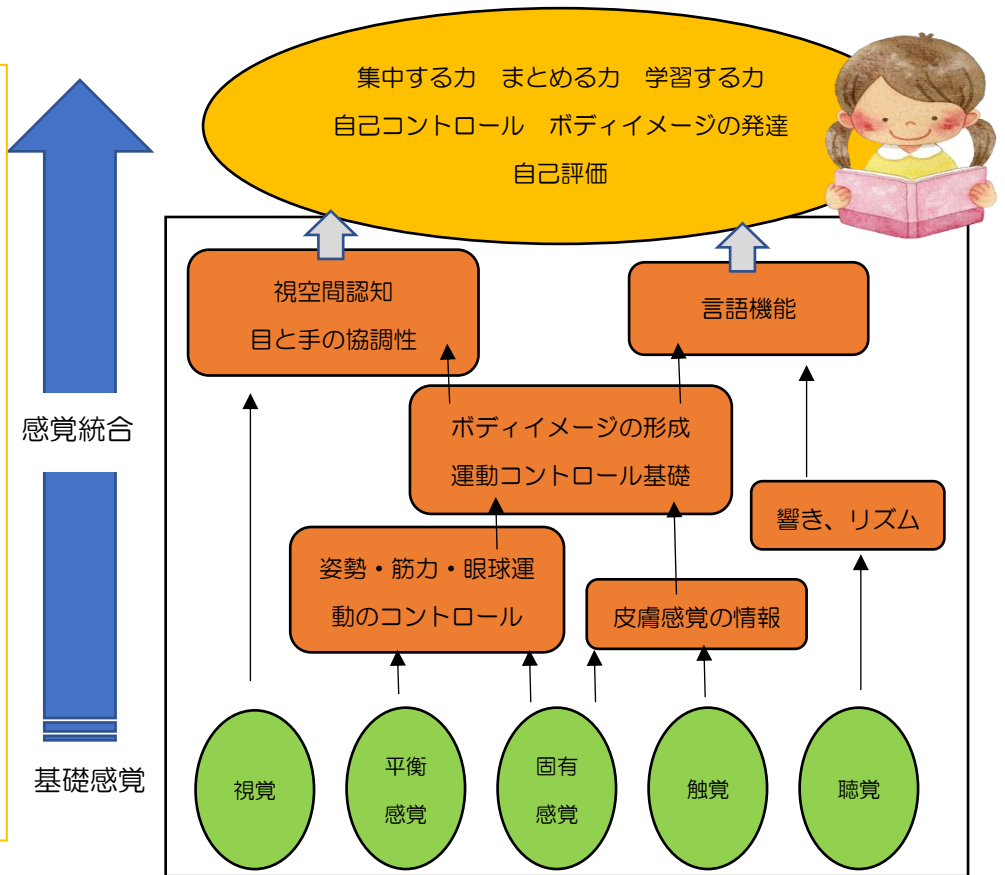 集中する力　まとめる力　学習する力
自己コントロール　ボディイメージの発達
自己評価
視空間認知
目と手の協調性
言語機能
感覚統合
ボディイメージの形成
運動コントロール基礎
響き、リズム
姿勢・筋力・眼球運
動のコントロール
皮膚感覚の情報
基礎感覚
視覚
平衡
感覚
固有
感覚
触覚
聴覚